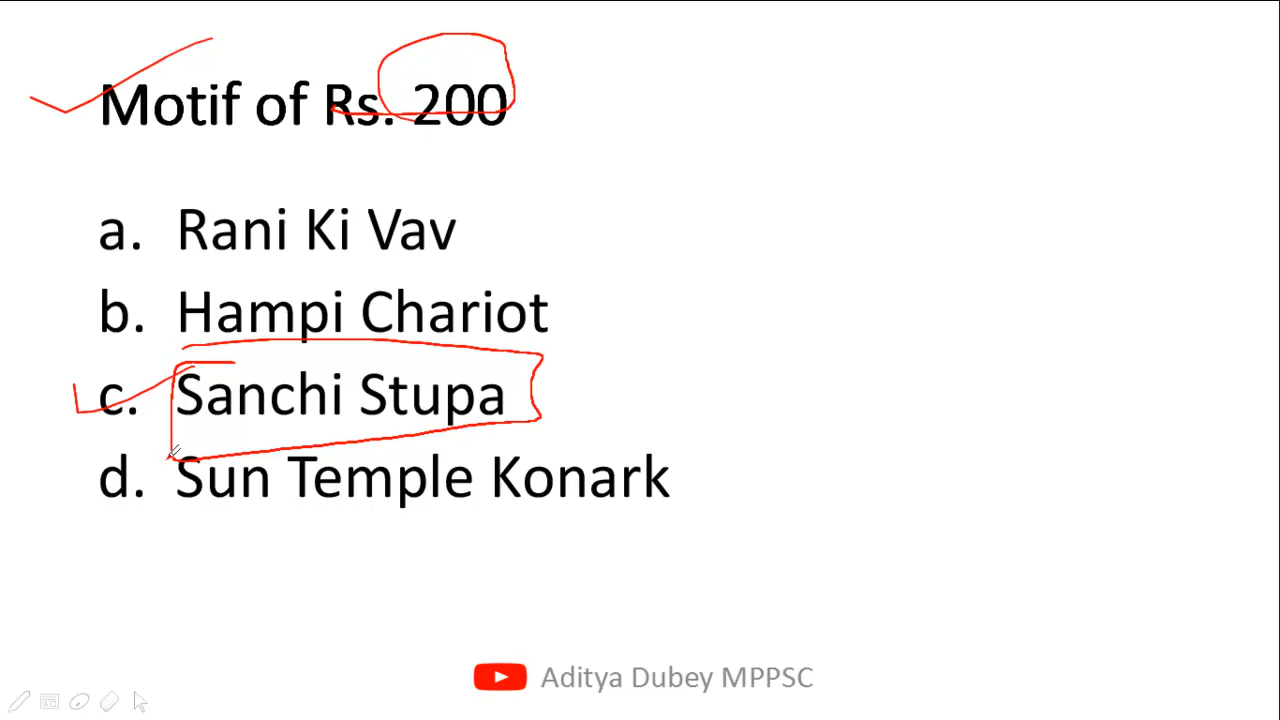 Motif of Rs. 200
a. Rani Ki Vav
b. Hampi Chariot
c. Sanchi Stupa
d. Sun Temple Konark
Aditya Dubey MPPSC